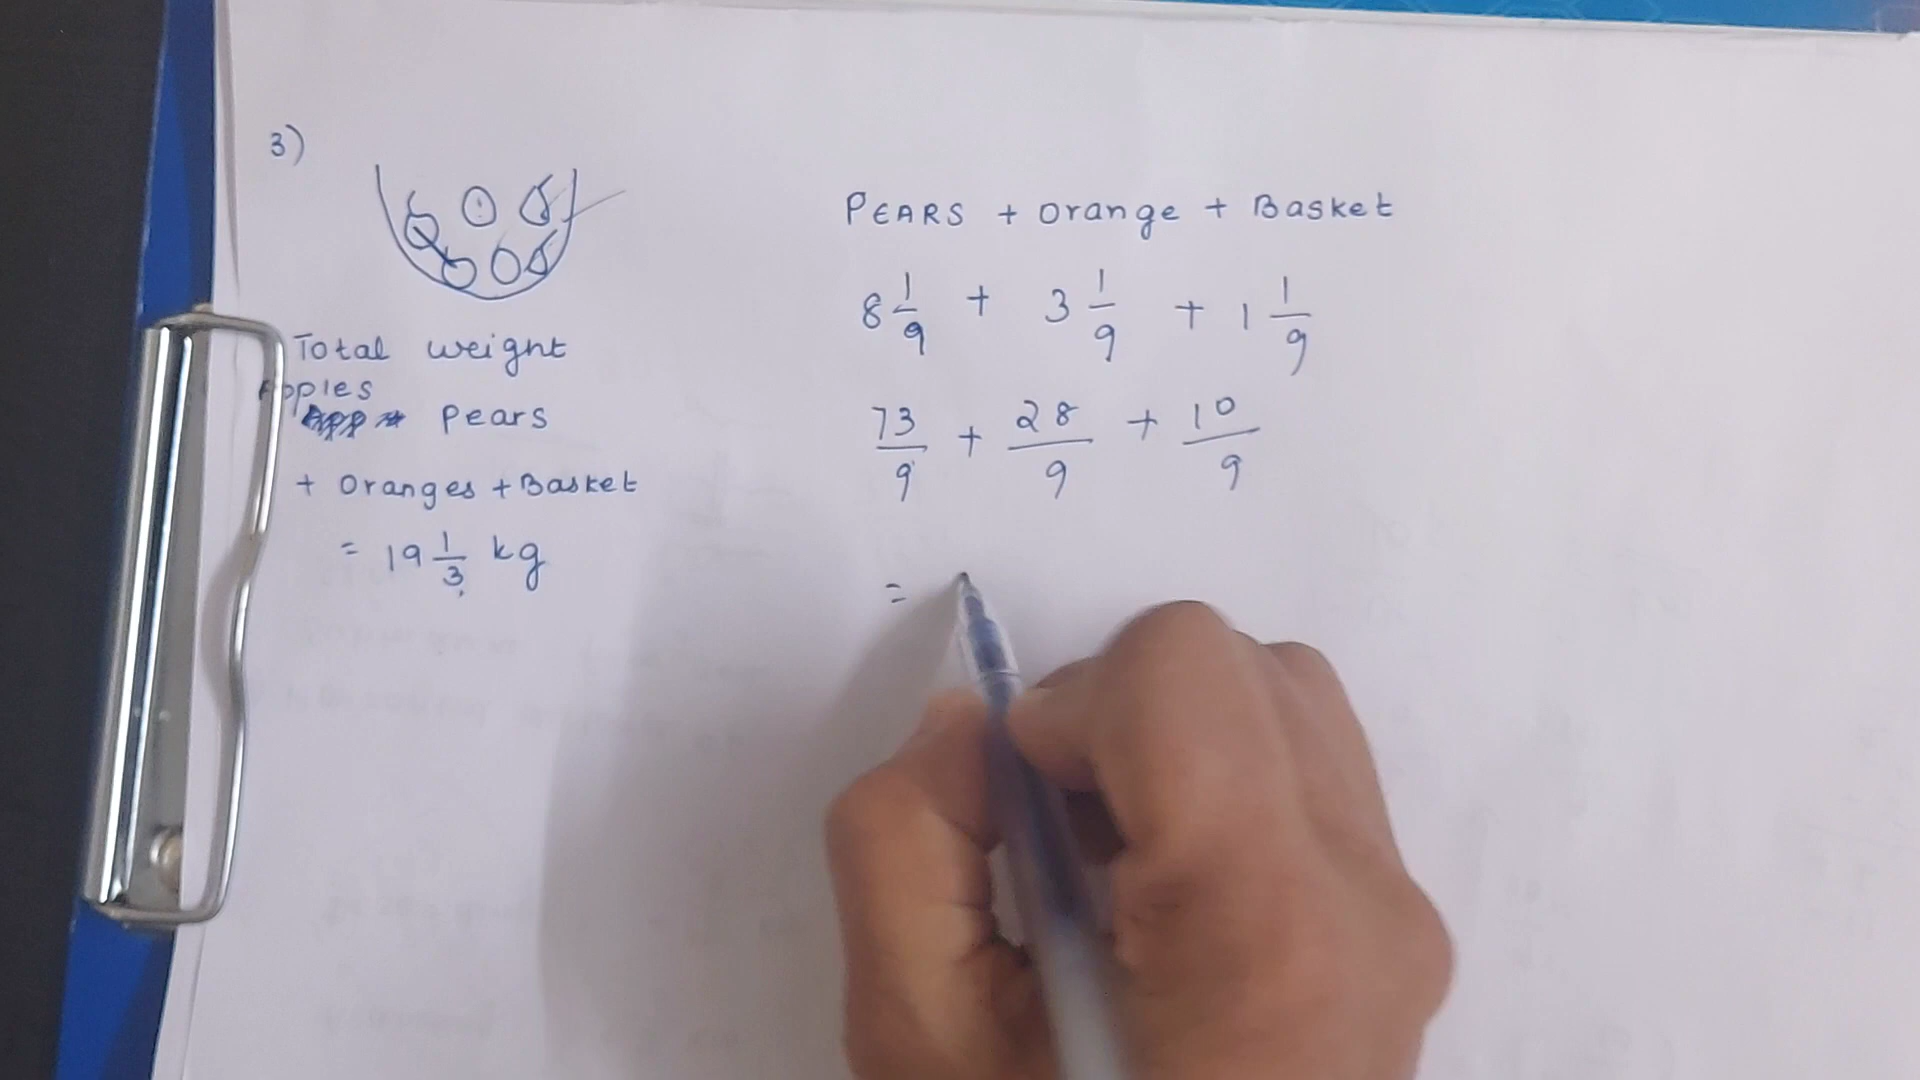 3)
Total weight
Apples
Pears
+ Oranges + Basket
= 19 1/3 kg
PEARS + Orange + Basket
8 1/9 + 3 1/9 + 1 1/9
73/9 + 28/9 + 10/9
=